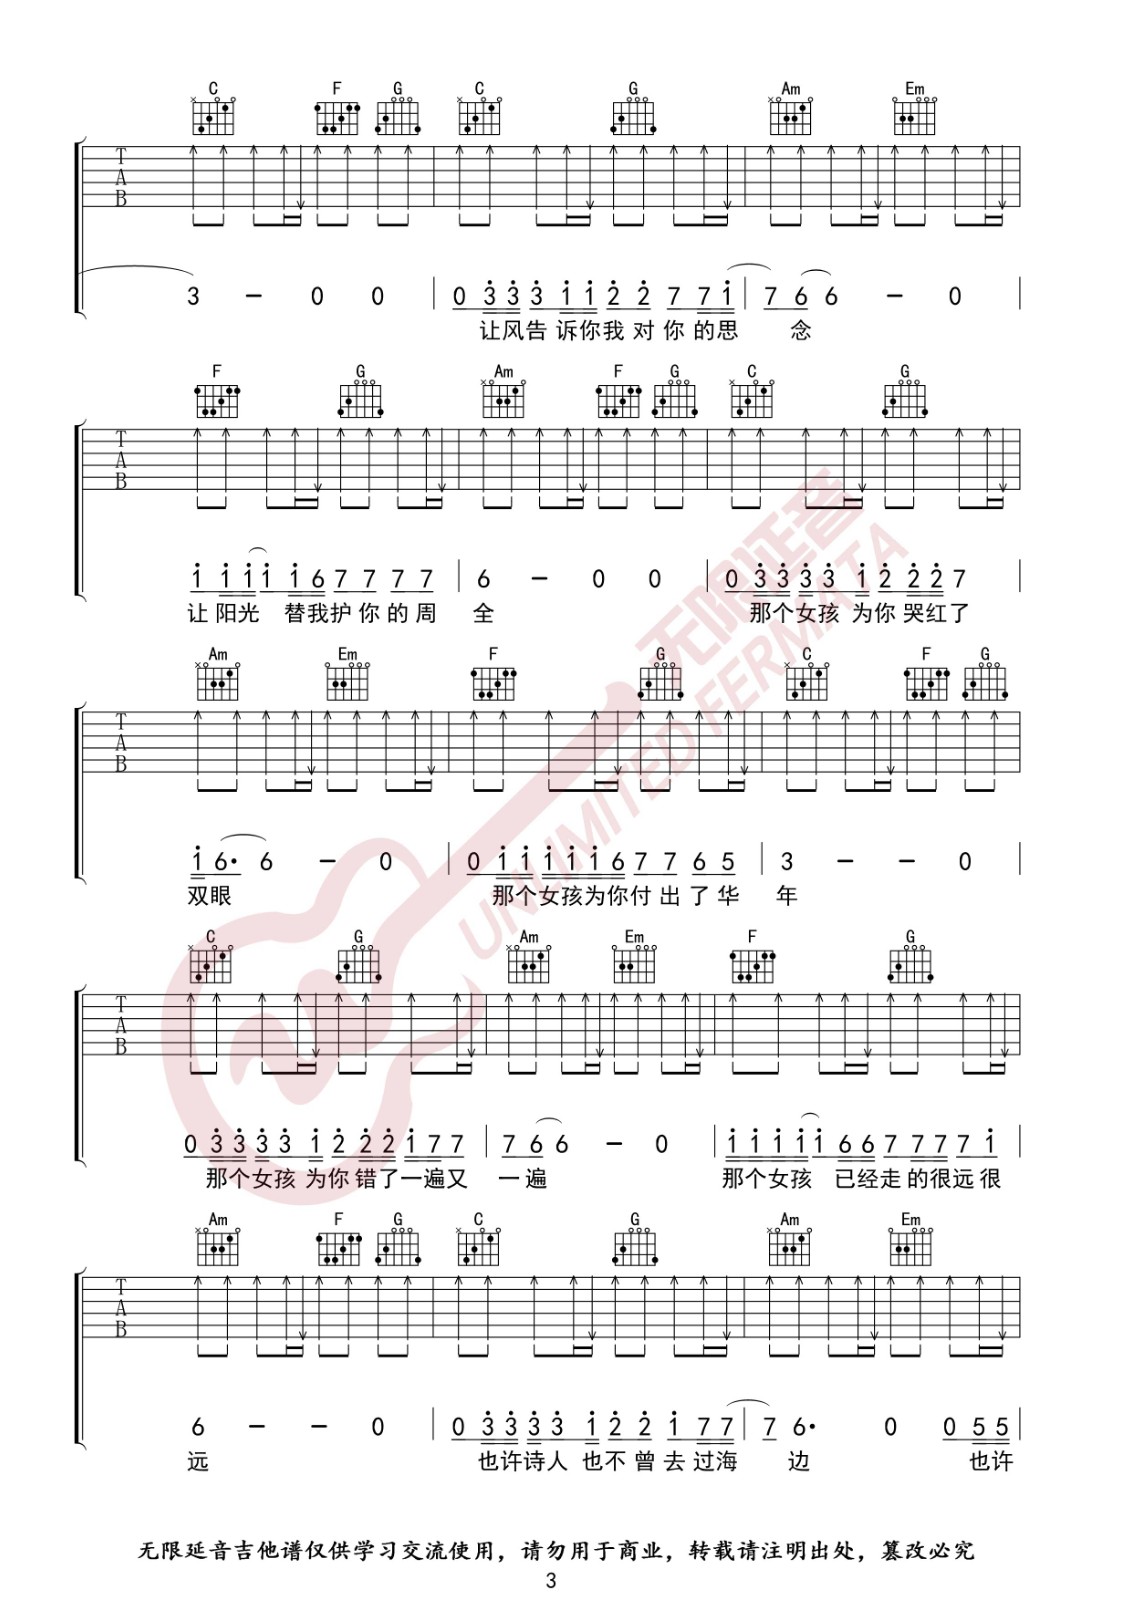 C F G C G Am Em
T A B
3 — 0 0 | 0 3 3 3 1 1 2 2 7 7 1 | 7 6 6 — 0 |
让风告诉你我对你的思 念
F G Am F G C G
T A B
1 1 1 1 1 6 7 7 7 7 | 6 — 0 0 | 0 3 3 3 3 1 2 2 2 7 |
让阳光 替我护你的周 全 那个女孩 为你哭红了
Am Em F G C F G
T A B
1 6· 6 — 0 | 0 1 1 1 1 1 6 7 7 6 5 | 3 — — 0 |
双眼 那个女孩为你付出了华 年
C G Am Em F G
T A B
0 3 3 3 3 1 2 2 2 1 7 7 | 7 6 6 — 0 | 1 1 1 1 1 6 6 7 7 7 7 1 |
那个女孩 为你错了一遍又 一遍 那个女孩 已经走的很远很
Am F G C G Am Em
T A B
6 — — 0 | 0 3 3 3 3 1 2 2 1 7 7 | 7 6· 0 0 5 5 |
远 也许诗人 也不曾去过海 边 也许
无限延音
UNLIMITED FERMATA
无限延音吉他谱仅供学习交流使用，请勿用于商业，转载请注明出处，篡改必究
3